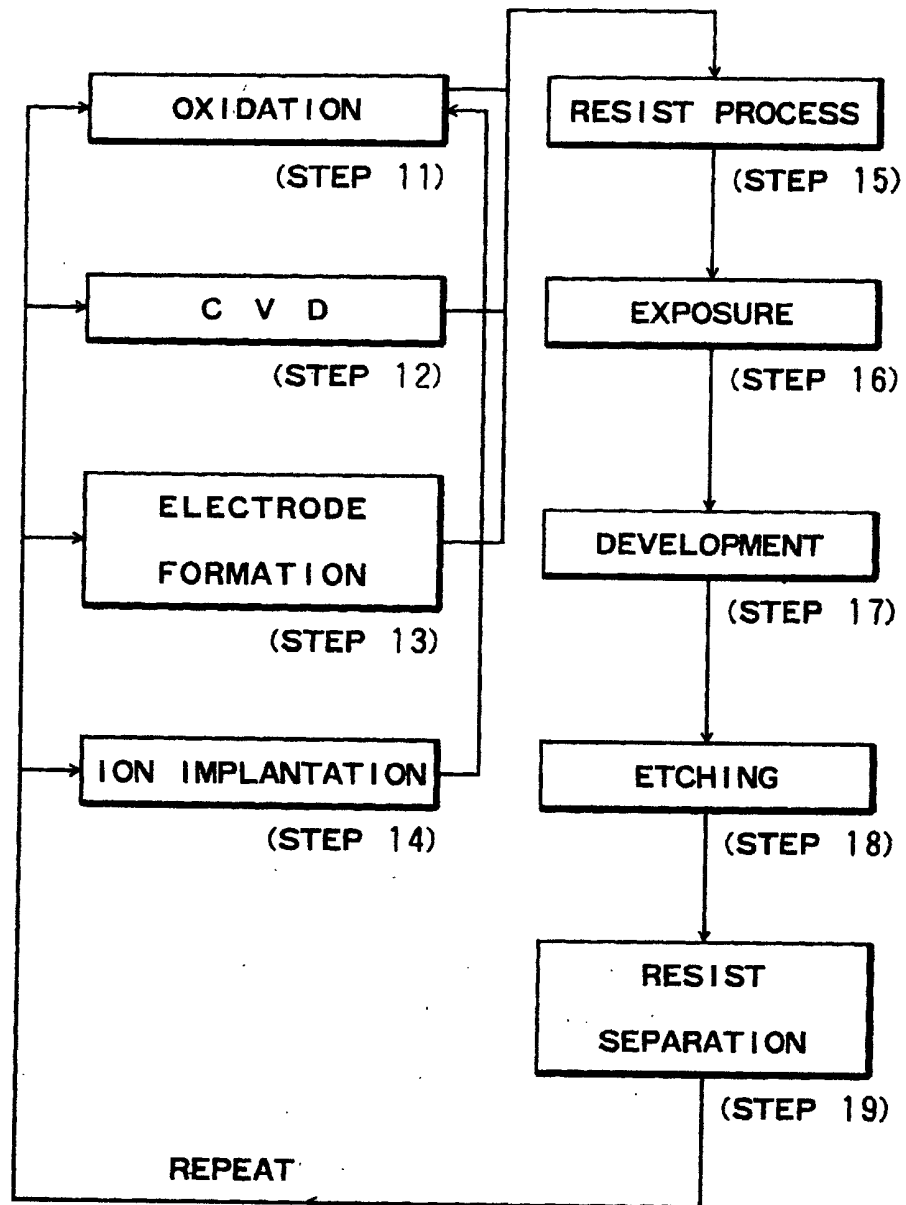 OXIDATION
(STEP 11)
CVD
(STEP 12)
ELECTRODE
FORMATION
(STEP 13)
ION IMPLANTATION
(STEP 14)
RESIST PROCESS
(STEP 15)
EXPOSURE
(STEP 16)
DEVELOPMENT
(STEP 17)
ETCHING
(STEP 18)
RESIST
SEPARATION
(STEP 19)
REPEAT